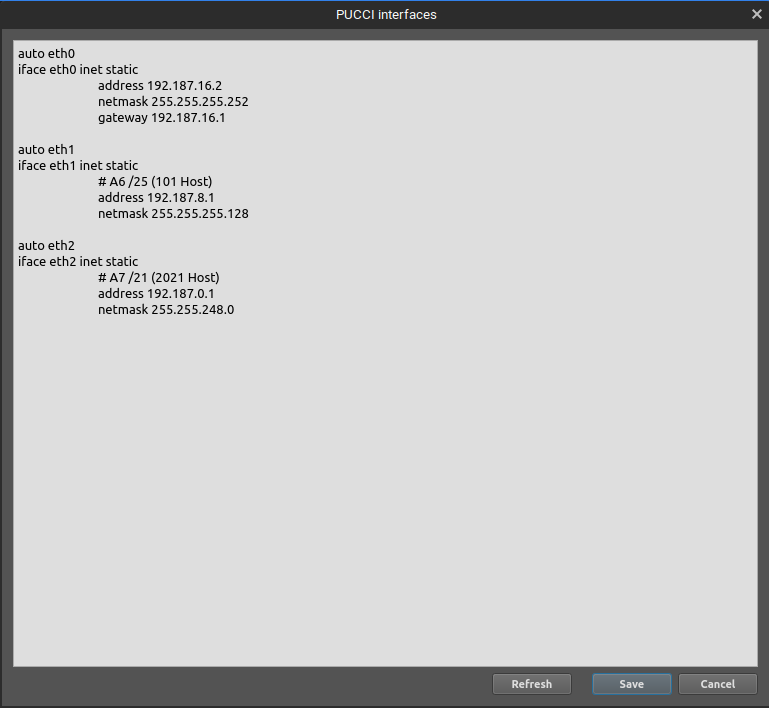 PUCCI interfaces
auto eth0
iface eth0 inet static
address 192.187.16.2
netmask 255.255.255.252
gateway 192.187.16.1
auto eth1
iface eth1 inet static
# A6 /25 (101 Host)
address 192.187.8.1
netmask 255.255.255.128
auto eth2
iface eth2 inet static
# A7 /21 (2021 Host)
address 192.187.0.1
netmask 255.255.248.0
Refresh
Save
Cancel